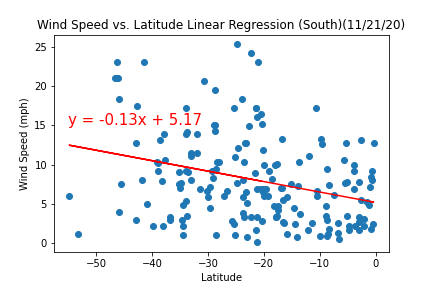 Wind Speed vs. Latitude Linear Regression (South)(11/21/20)
25
20
15
10
5
0
Wind Speed (mph)
y = -0.13x + 5.17
−50 −40 −30 −20 −10 0
Latitude